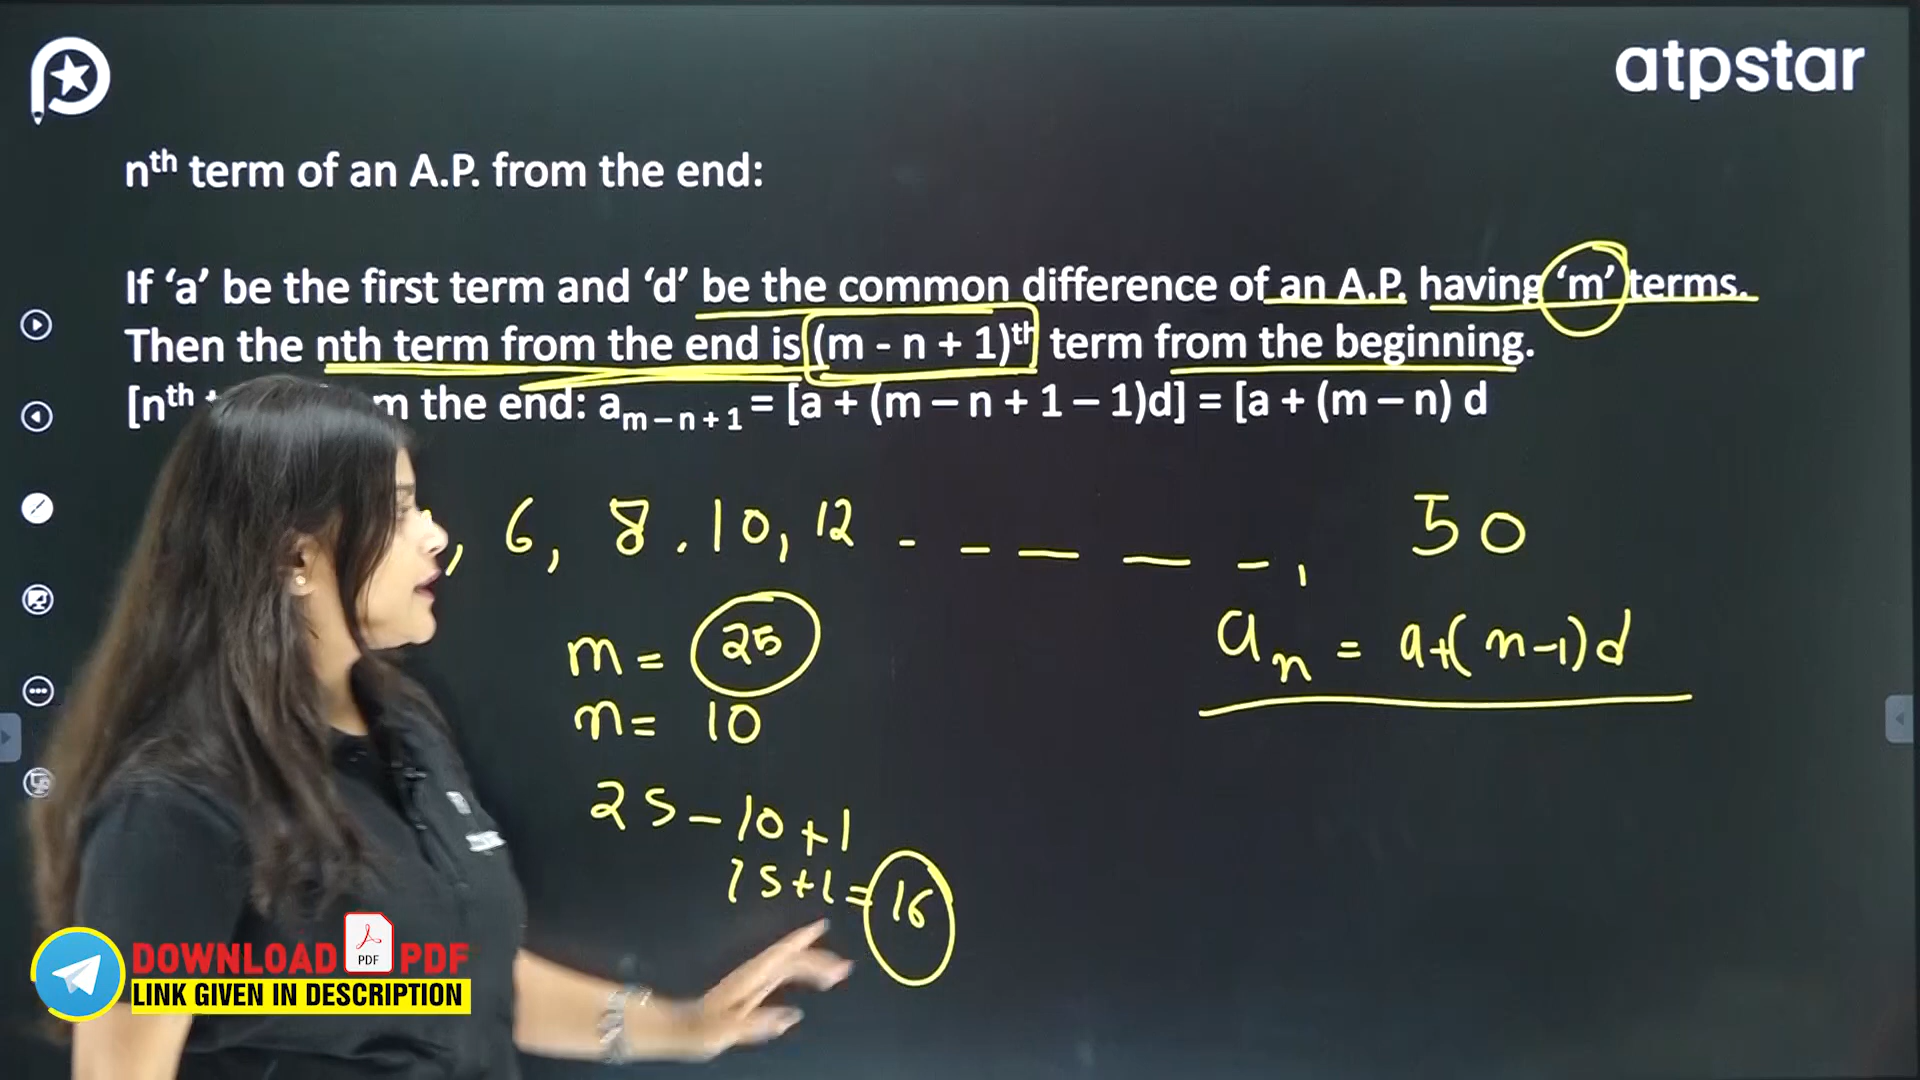 atpstar
nth term of an A.P. from the end:
If ‘a’ be the first term and ‘d’ be the common difference of an A.P. having ‘m’ terms.
Then the nth term from the end is (m - n + 1)th term from the beginning.
[nth the end: am – n + 1 = [a + (m – n + 1 – 1)d] = [a + (m – n) d
, 6, 8 . 10, 12 - - — — - , 50
an = a+(n-1)d
m = 25
n = 10
25 - 10 + 1
15+1 = 16
DOWNLOAD PDF PDF
LINK GIVEN IN DESCRIPTION